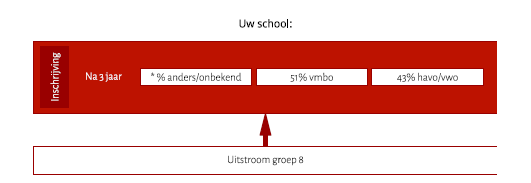 Uw school:
Inschrijving
Na 3 jaar
* % anders/onbekend
51% vmbo
43% havo/vwo
Uitstroom groep 8